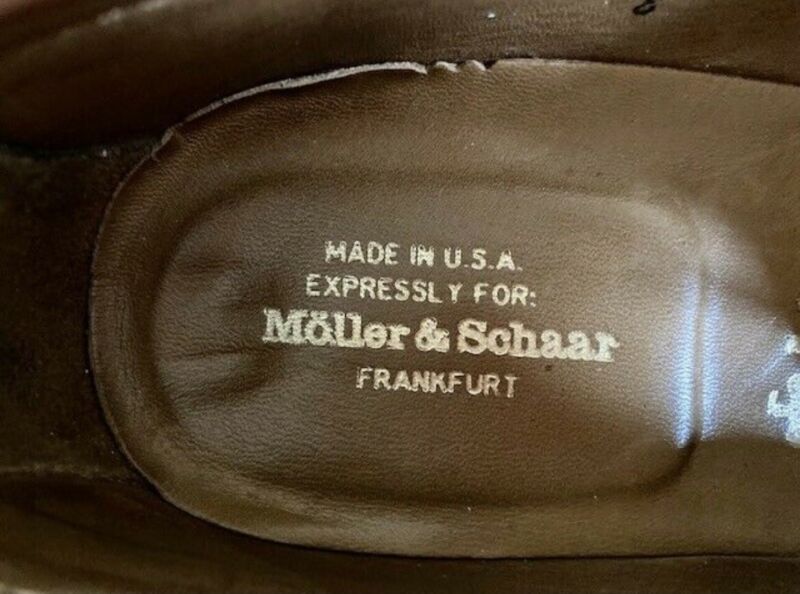 MADE IN U.S.A.
EXPRESSLY FOR:
Möller & Schaar
FRANKFURT